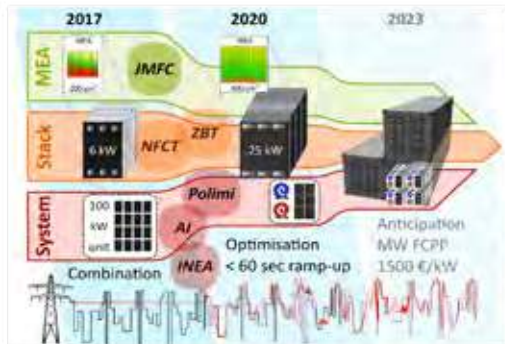 2017
2020
2023
MEA
JMFC
Stack
6 kW
NFCT
ZBT
25 kW
System
100
kW
unit
Polimi
AI
INEA
Combination
Optimisation
< 60 sec ramp-up
Anticipation
MW FCPP
1500 €/kW